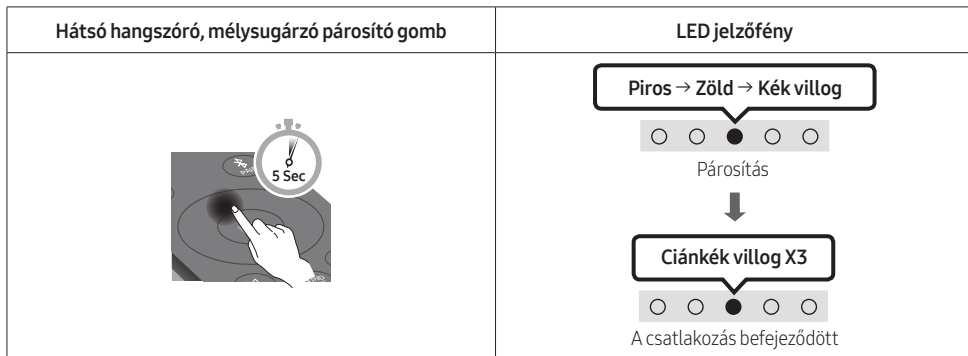 Hátsó hangszóró, mélysugárzó párosító gomb
LED jelzőfény
5 Sec
Piros → Zöld → Kék villog
Párosítás
Ciánkék villog X3
A csatlakozás befejeződött